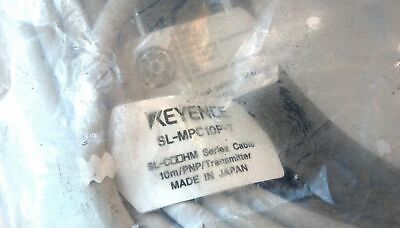 KEYENCE
SL-MPC10P-T
SL-C□□HM Series Cable
10m/PNP/Transmitter
MADE IN JAPAN